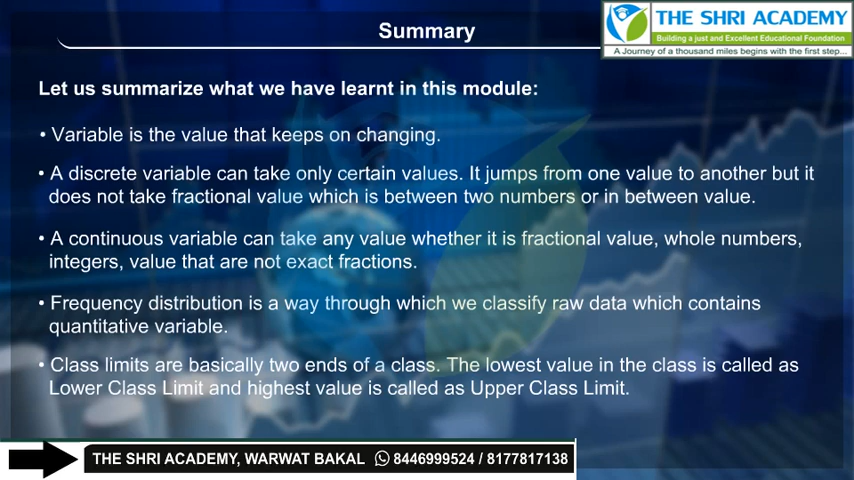 Summary
THE SHRI ACADEMY
Building a just and Excellent Educational Foundation
A Journey of a thousand miles begins with the first step...
Let us summarize what we have learnt in this module:
• Variable is the value that keeps on changing.
• A discrete variable can take only certain values. It jumps from one value to another but it
does not take fractional value which is between two numbers or in between value.
• A continuous variable can take any value whether it is fractional value, whole numbers,
integers, value that are not exact fractions.
• Frequency distribution is a way through which we classify raw data which contains
quantitative variable.
• Class limits are basically two ends of a class. The lowest value in the class is called as
Lower Class Limit and highest value is called as Upper Class Limit.
THE SHRI ACADEMY, WARWAT BAKAL 8446999524 / 8177817138